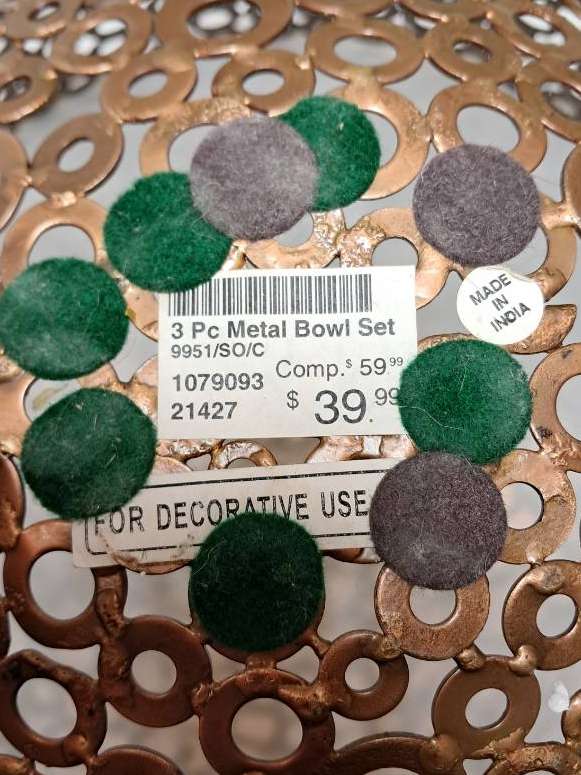 3 Pc Metal Bowl Set
9951/SO/C
1079093 Comp.$ 59.99
21427 $ 39.99
MADE
IN
INDIA
FOR DECORATIVE USE